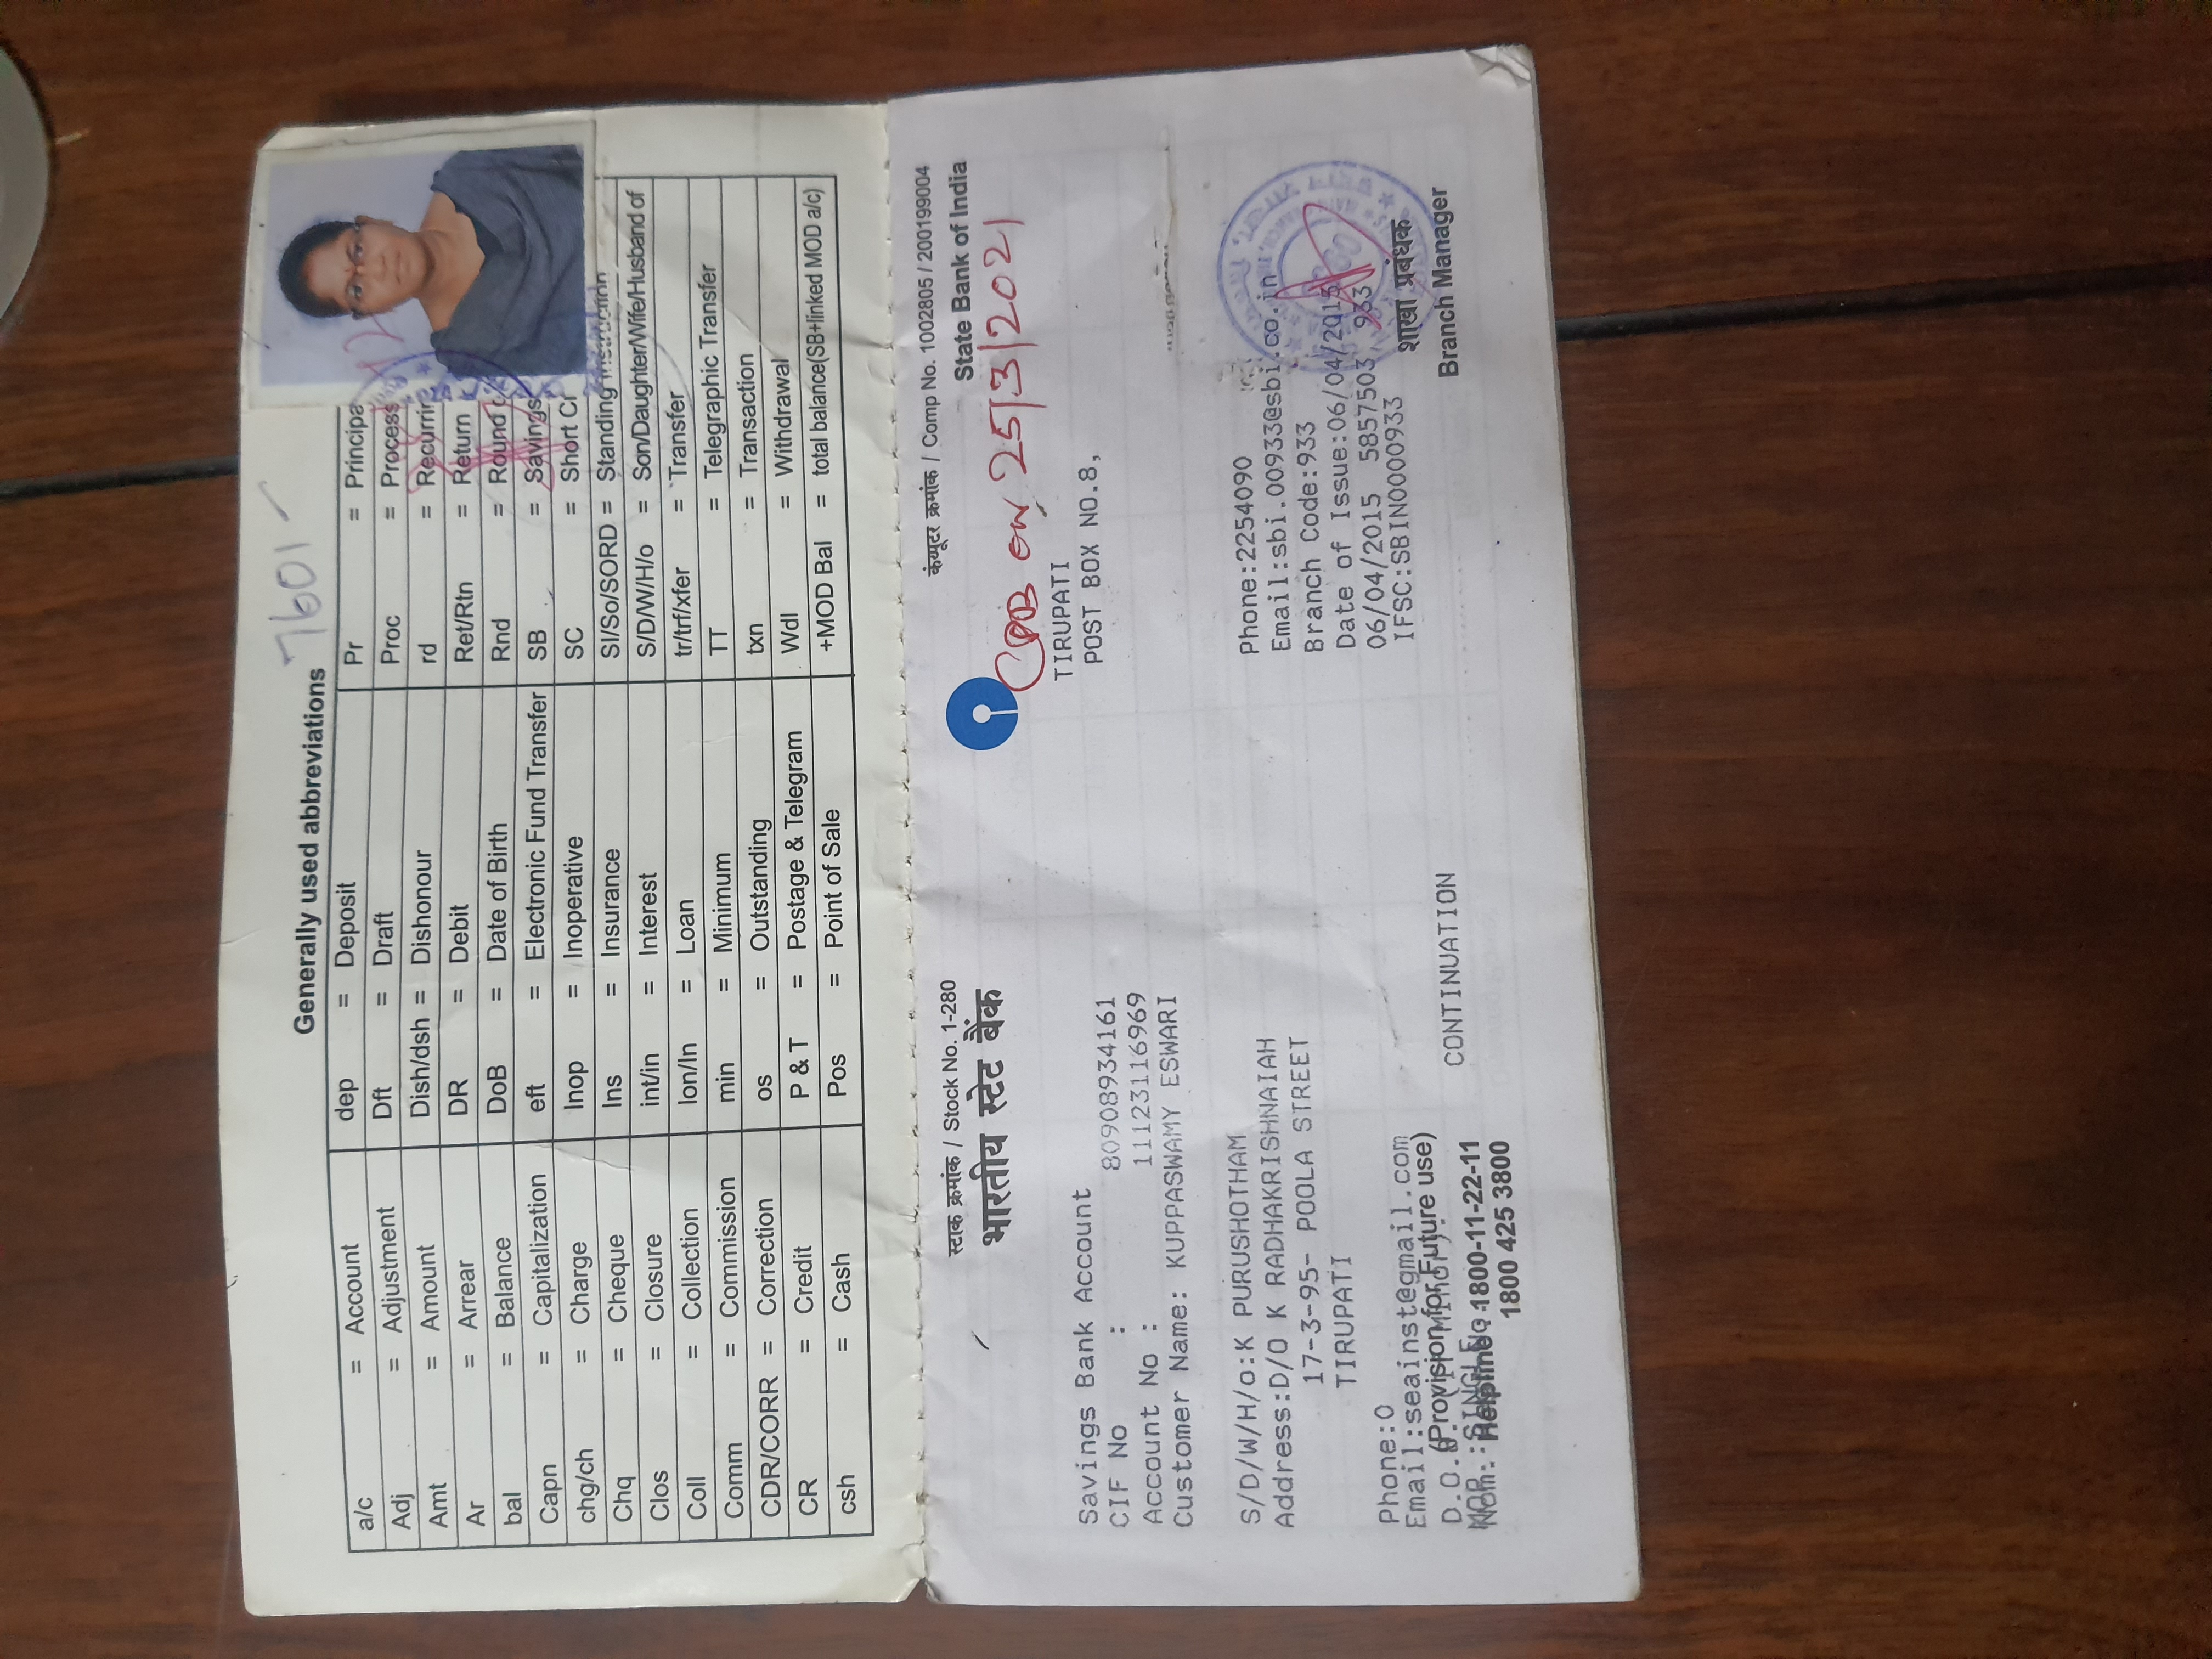 Generally used abbreviations 7601
a/c = Account
Adj = Adjustment
Amt = Amount
Ar = Arrear
bal = Balance
Capn = Capitalization
chg/ch = Charge
Chq = Cheque
Clos = Closure
Coll = Collection
Comm = Commission
CDR/CORR = Correction
CR = Credit
csh = Cash
dep = Deposit
Dft = Draft
Dish/dsh = Dishonour
DR = Debit
DoB = Date of Birth
eft = Electronic Fund Transfer
Inop = Inoperative
Ins = Insurance
int/in = Interest
lon/ln = Loan
min = Minimum
os = Outstanding
P & T = Postage & Telegram
Pos = Point of Sale
Pr = Principa
Proc = Process
rd = Recurrin
Ret/Rtn = Return
Rnd = Round
SB = Savings
SC = Short
SI/So/SORD = Standing Instruction
S/D/W/H/o = Son/Daughter/Wife/Husband of
tr/trf/xfer = Transfer
TT = Telegraphic Transfer
txn = Transaction
Wdl = Withdrawal
+MOD Bal = total balance(SB+linked MOD a/c)
स्टाक क्रमांक / Stock No. 1-280
भारतीय स्टेट बैंक
कंप्यूटर क्रमांक / Comp No. 1002805 / 200199004
State Bank of India
on 25/3/2021
TIRUPATI
POST BOX NO.8,
Savings Bank Account
CIF No : 80908934161
Account No : 11123116969
Customer Name: KUPPASWAMY ESWARI
S/D/W/H/o:K PURUSHOTHAM
Address:D/O K RADHAKRISHNAIAH
17-3-95- POOLA STREET
TIRUPATI
Phone:0
Email:seainst@gmail.com
(Provision for Future use)
D.O.B. (If Minor):
MOP.:SINGLE
Nom: Helpline : 1800-11-22-11
1800 425 3800
CONTINUATION
Phone:2254090
Email:sbi.00933@sbi.co.in
Branch Code:933
Date of Issue:06/04/2015
06/04/2015 5857503 933
IFSC:SBIN0000933
शाखा प्रबंधक
Branch Manager